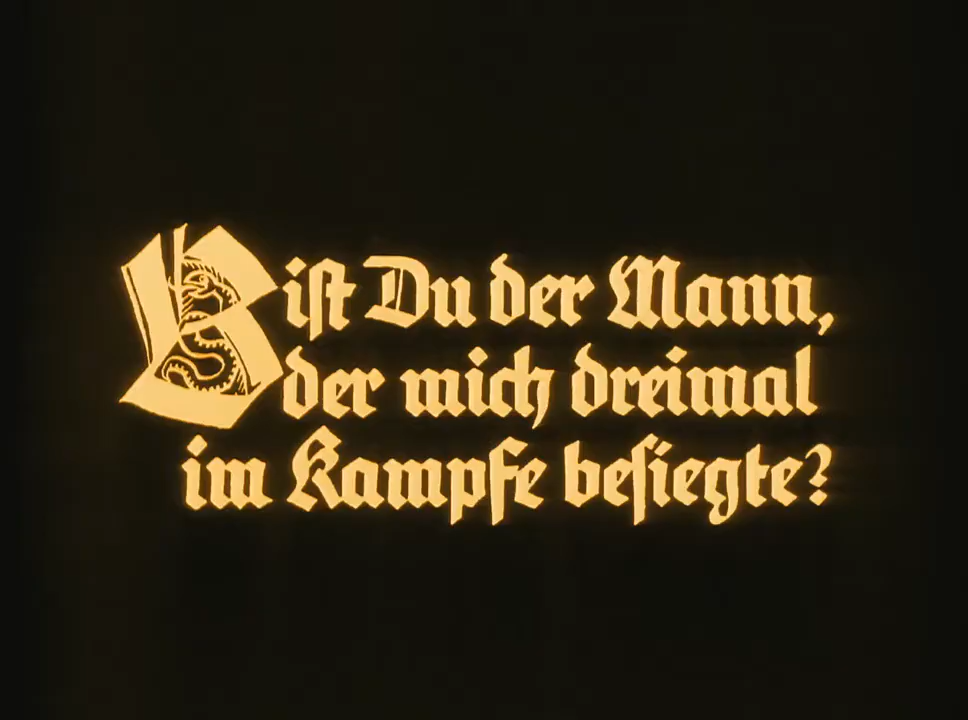 Bist Du der Mann,
der mich dreimal
im Kampfe besiegte?